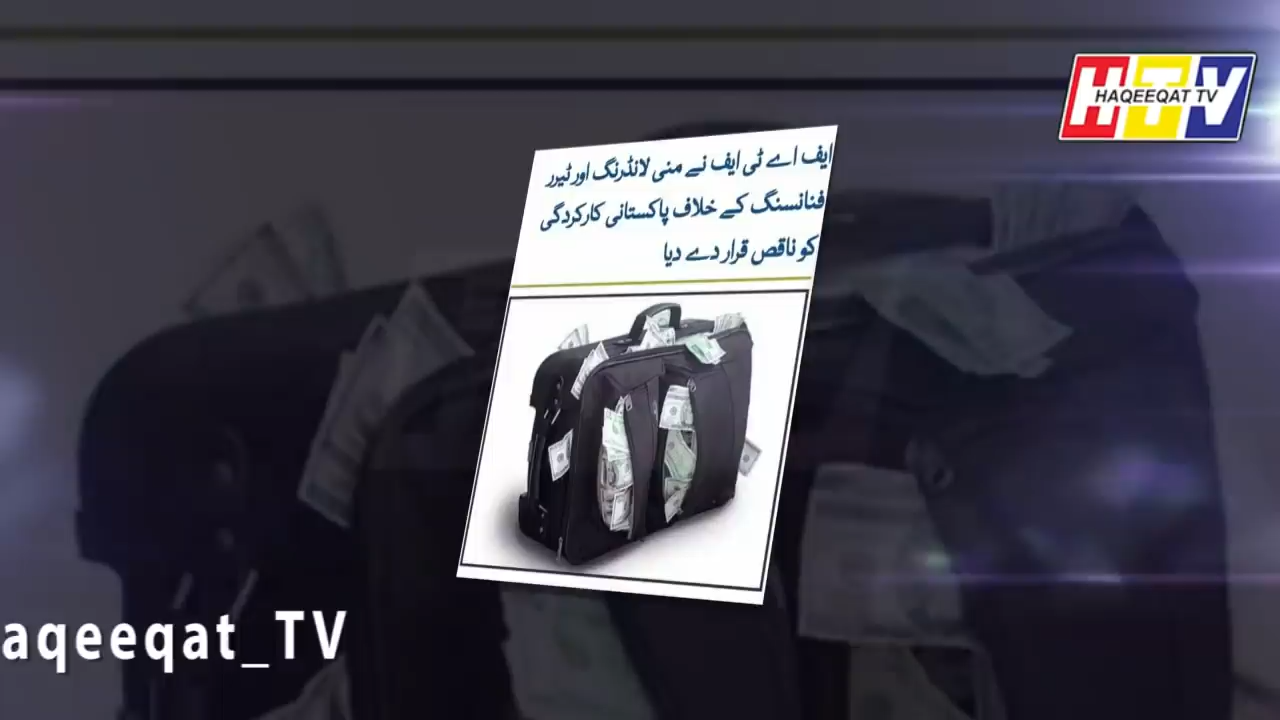 HTV
HAQEEQAT TV
ایف اے ٹی ایف نے منی لانڈرنگ اور ٹیرر
فنانسنگ کے خلاف پاکستانی کارکردگی
کو ناقص قرار دے دیا
aqeeqat_TV